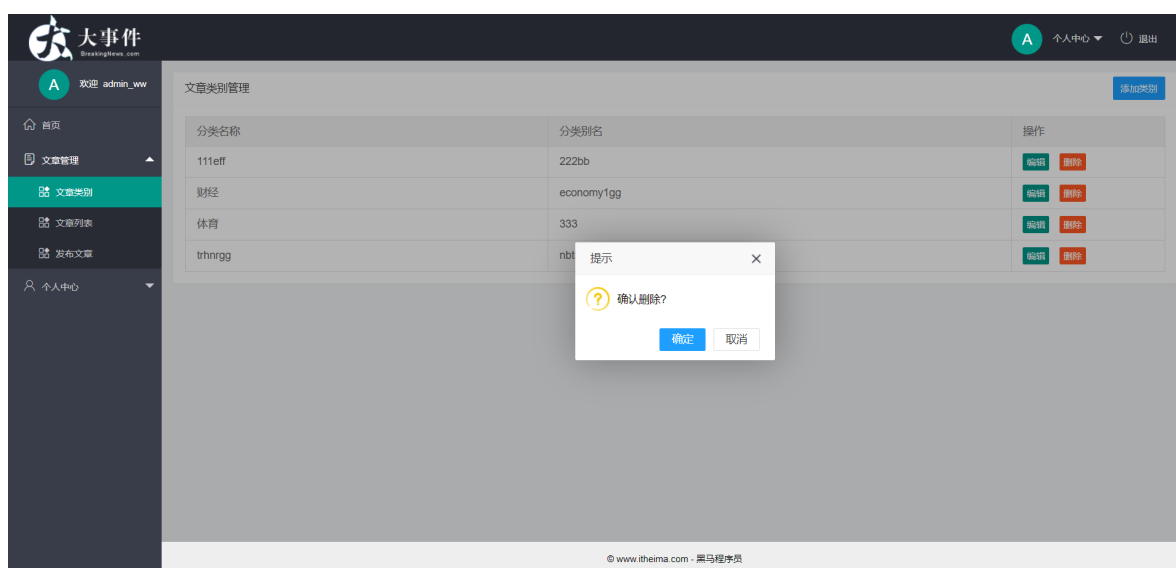 大事件
BreakingNews.com
A 个人中心 退出
A 欢迎 admin_ww
首页
文章管理
文章类别
文章列表
发布文章
个人中心
文章类别管理 添加类别
分类名称 分类别名 操作
111eff 222bb 编辑 删除
财经 economy1gg 编辑 删除
体育 333 编辑 删除
trhnrgg nbt 编辑 删除
提示
? 确认删除?
确定 取消
© www.itheima.com - 黑马程序员